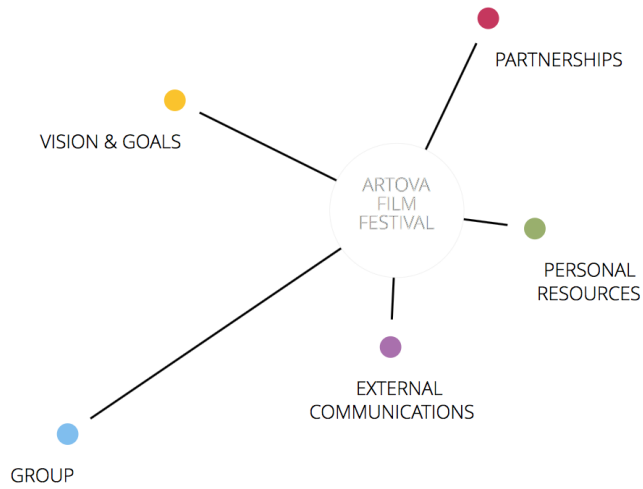 PARTNERSHIPS
VISION & GOALS
ARTOVA
FILM
FESTIVAL
PERSONAL
RESOURCES
EXTERNAL
COMMUNICATIONS
GROUP